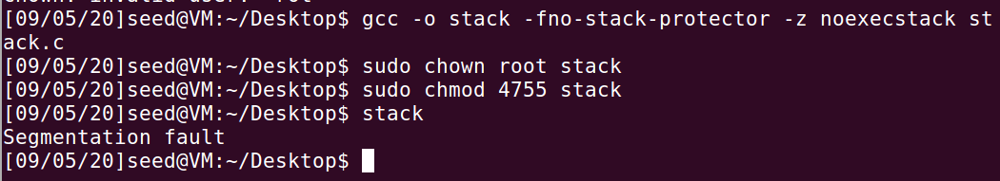 [09/05/20]seed@VM:~/Desktop$ gcc -o stack -fno-stack-protector -z noexecstack st
ack.c
[09/05/20]seed@VM:~/Desktop$ sudo chown root stack
[09/05/20]seed@VM:~/Desktop$ sudo chmod 4755 stack
[09/05/20]seed@VM:~/Desktop$ stack
Segmentation fault
[09/05/20]seed@VM:~/Desktop$